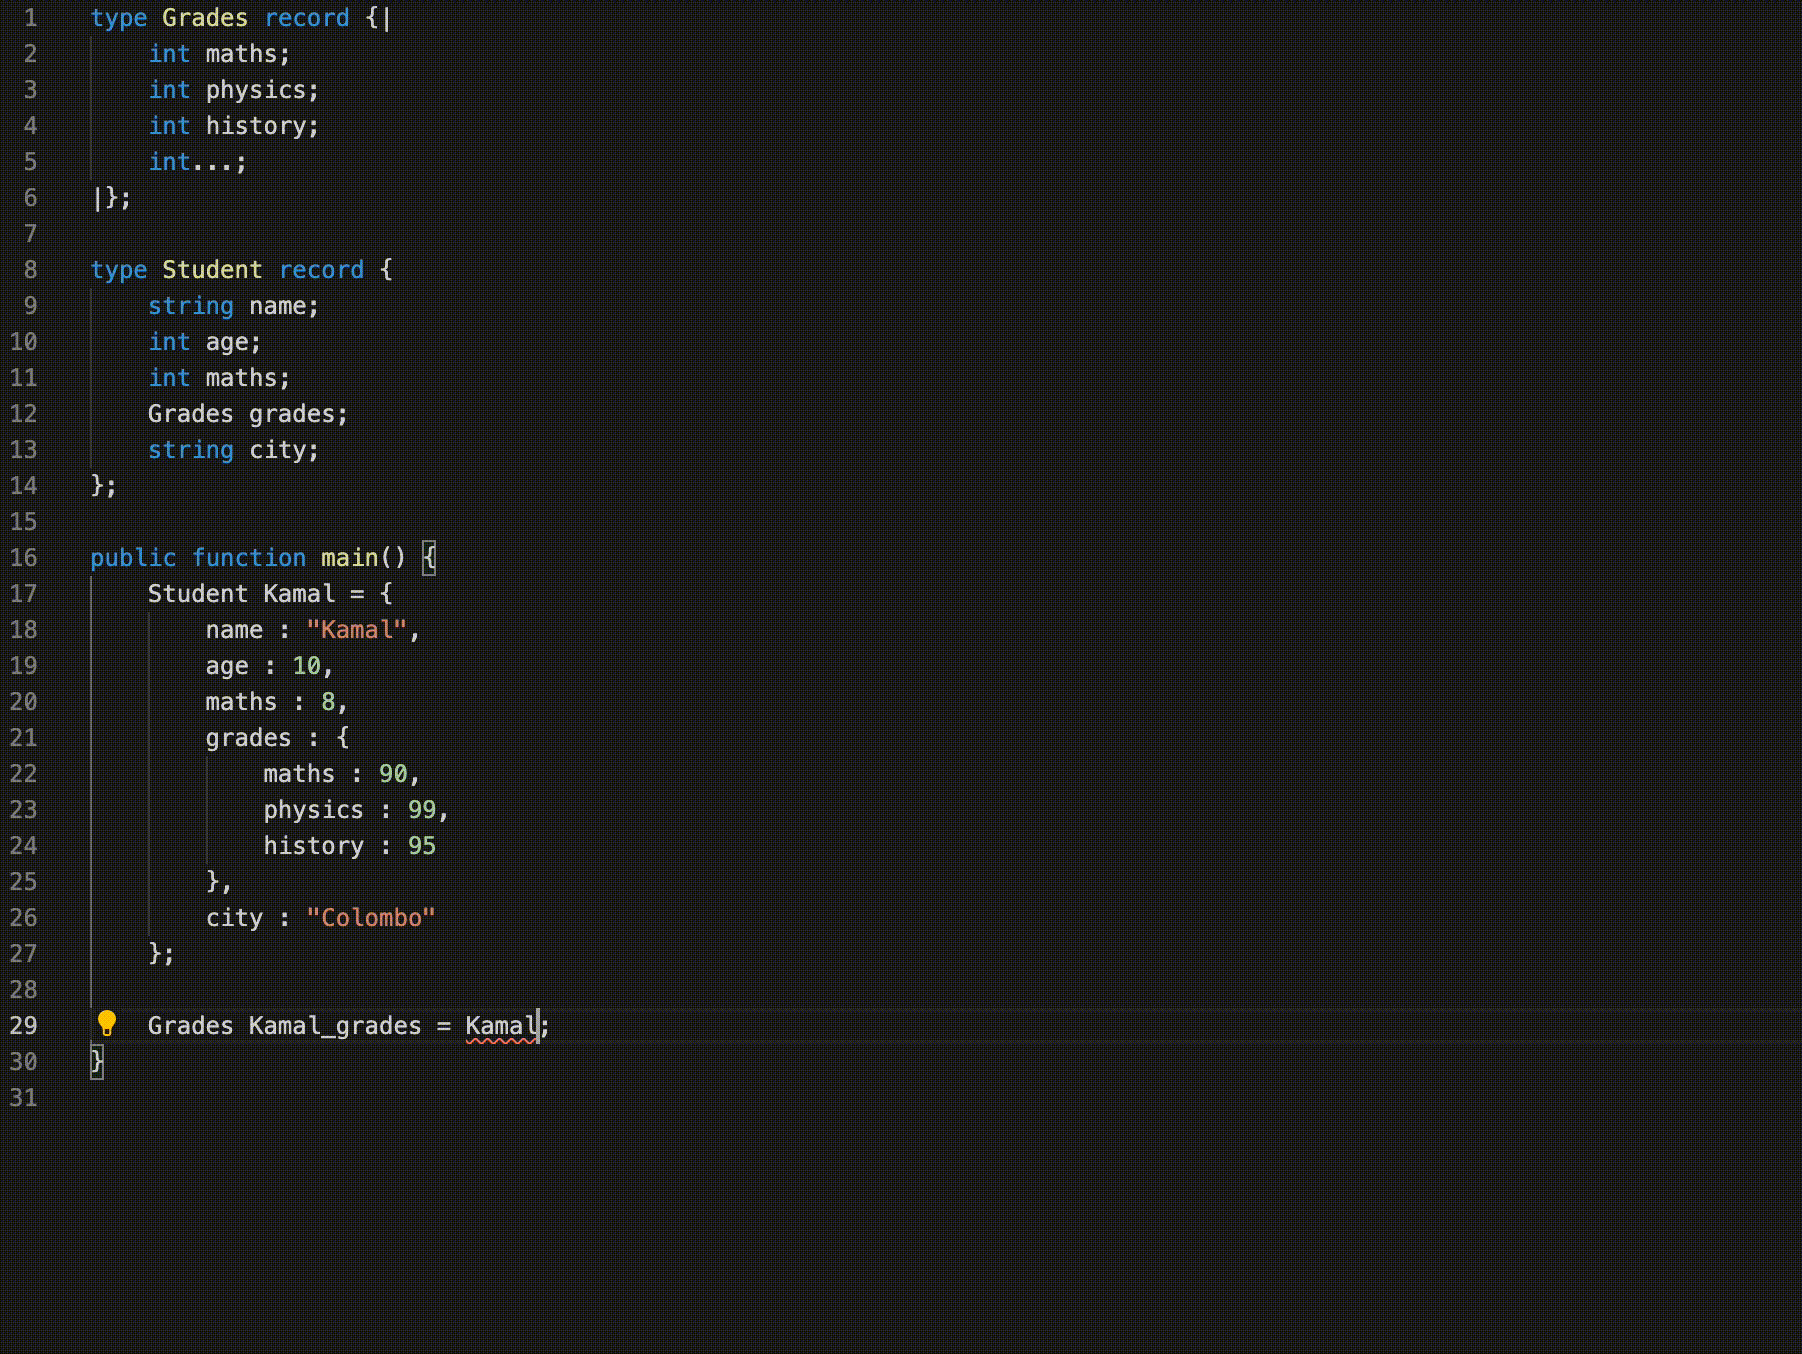 1 type Grades record {|
2 int maths;
3 int physics;
4 int history;
5 int...;
6 |};
7
8 type Student record {
9 string name;
10 int age;
11 int maths;
12 Grades grades;
13 string city;
14 };
15
16 public function main() {
17 Student Kamal = {
18 name : "Kamal",
19 age : 10,
20 maths : 8,
21 grades : {
22 maths : 90,
23 physics : 99,
24 history : 95
25 },
26 city : "Colombo"
27 };
28
29 Grades Kamal_grades = Kamal;
30 }
31